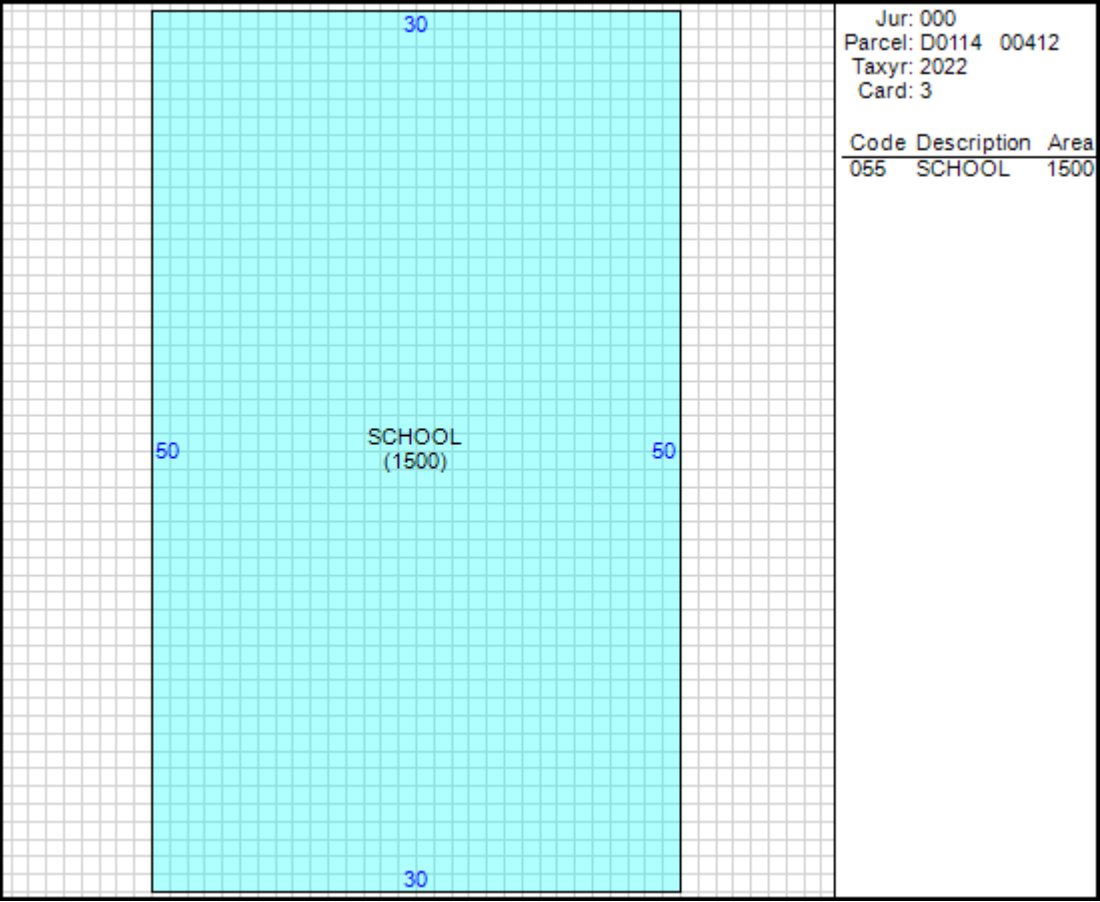 30
50
SCHOOL
(1500)
50
30
Jur: 000
Parcel: D0114 00412
Taxyr: 2022
Card: 3
Code Description Area
055 SCHOOL 1500